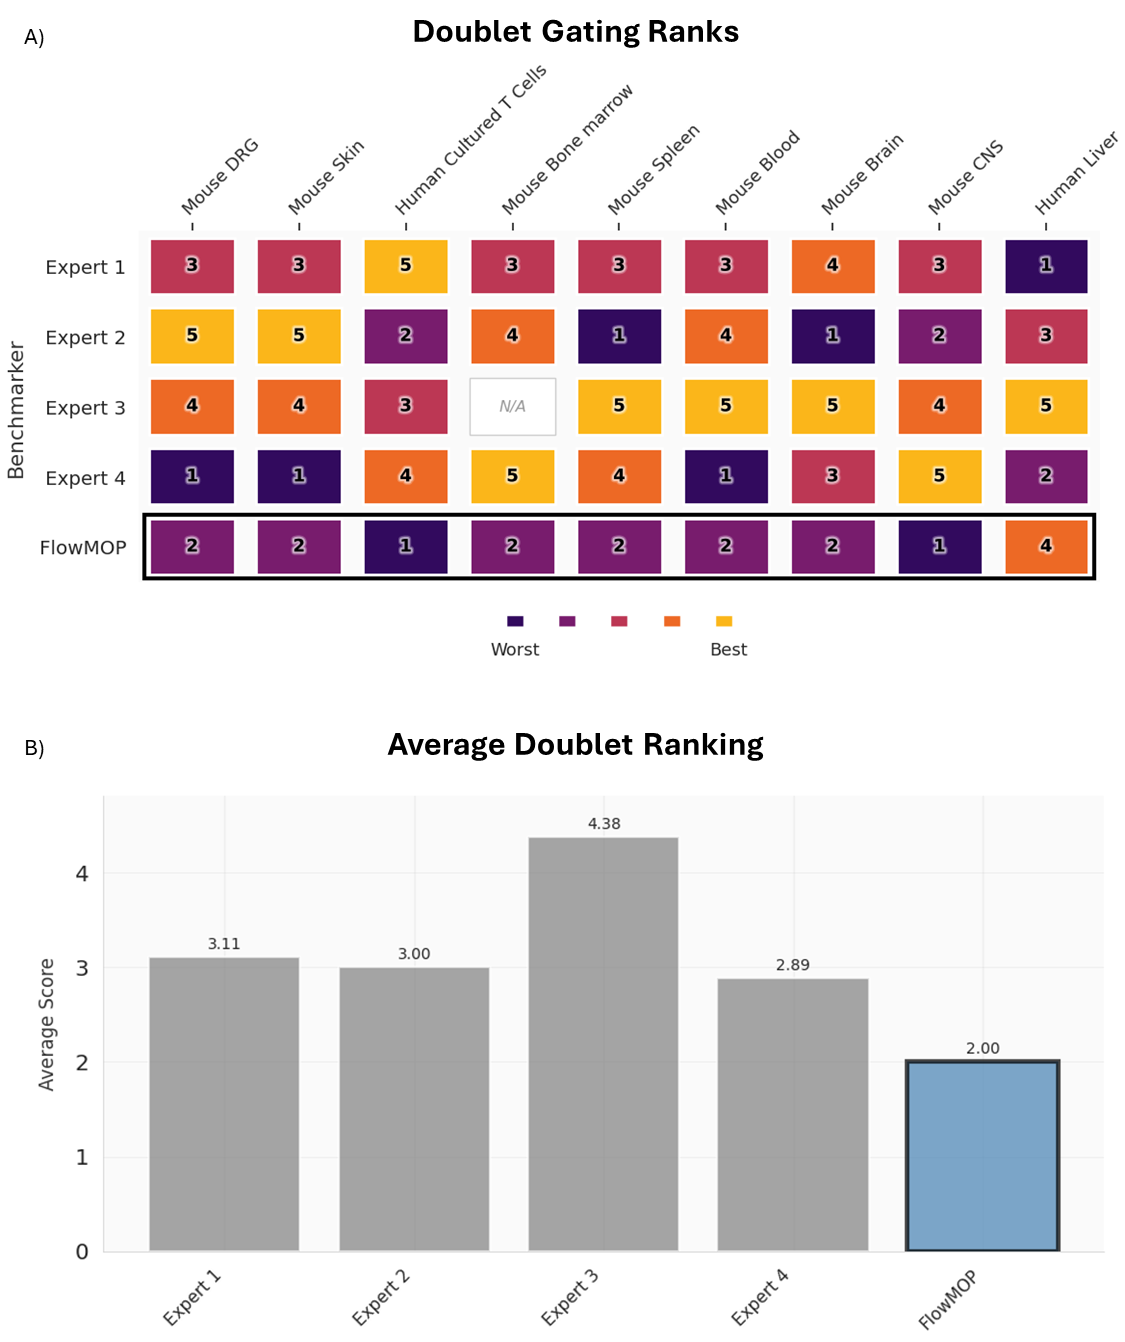 A)
Doublet Gating Ranks
Mouse DRG
Mouse Skin
Human Cultured T Cells
Mouse Bone marrow
Mouse Spleen
Mouse Blood
Mouse Brain
Mouse CNS
Human Liver
Benchmarker
Expert 1 3 3 5 3 3 3 4 3 1
Expert 2 5 5 2 4 1 4 1 2 3
Expert 3 4 4 3 N/A 5 5 5 4 5
Expert 4 1 1 4 5 4 1 3 5 2
FlowMOP 2 2 1 2 2 2 2 1 4
Worst Best
B)
Average Doublet Ranking
Average Score
4
3
2
1
0
3.11
3.00
4.38
2.89
2.00
Expert 1
Expert 2
Expert 3
Expert 4
FlowMOP